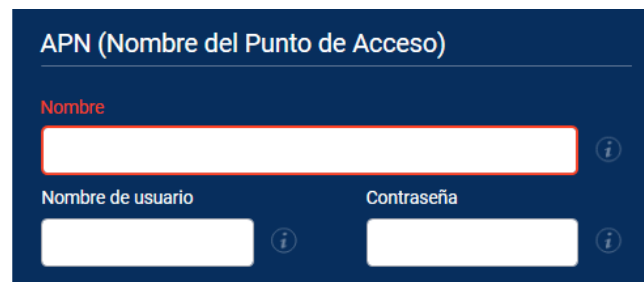 APN (Nombre del Punto de Acceso)
Nombre
Nombre de usuario
Contraseña